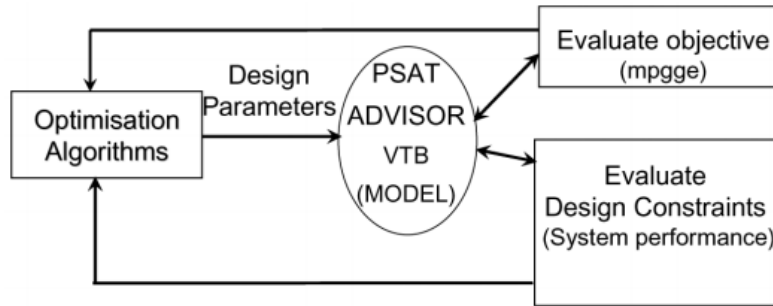 Optimisation
Algorithms
Design
Parameters
PSAT
ADVISOR
VTB
(MODEL)
Evaluate objective
(mpgge)
Evaluate
Design Constraints
(System performance)